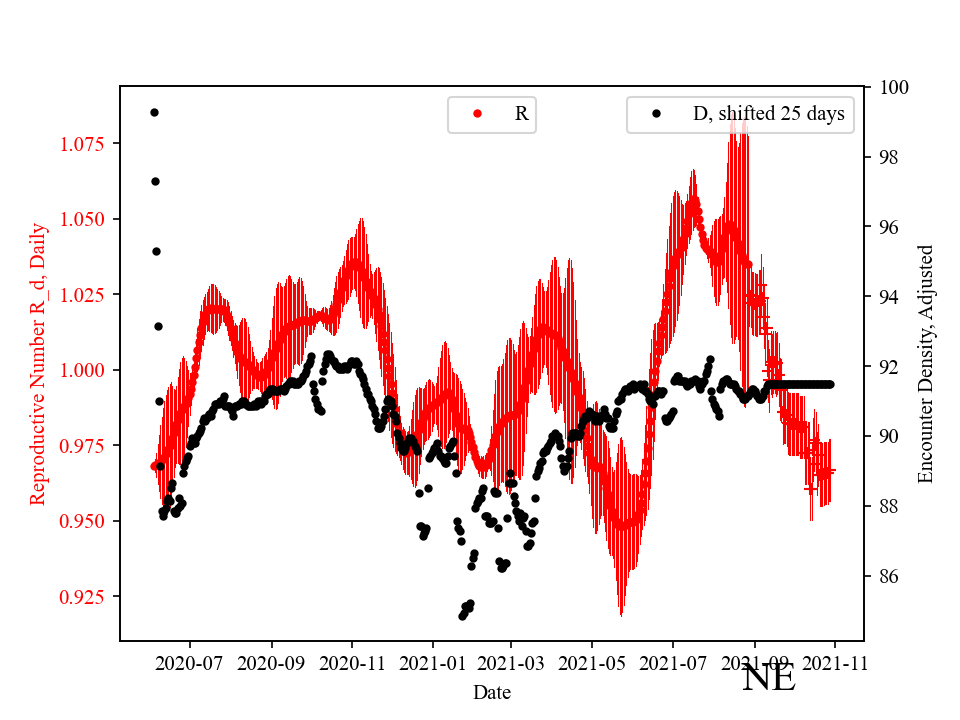 R
D, shifted 25 days
Reproductive Number R_d, Daily
1.075
1.050
1.025
1.000
0.975
0.950
0.925
100
98
96
94
92
90
88
86
Encounter Density, Adjusted
2020-07 2020-09 2020-11 2021-01 2021-03 2021-05 2021-07 2021-09 2021-11
Date
NE